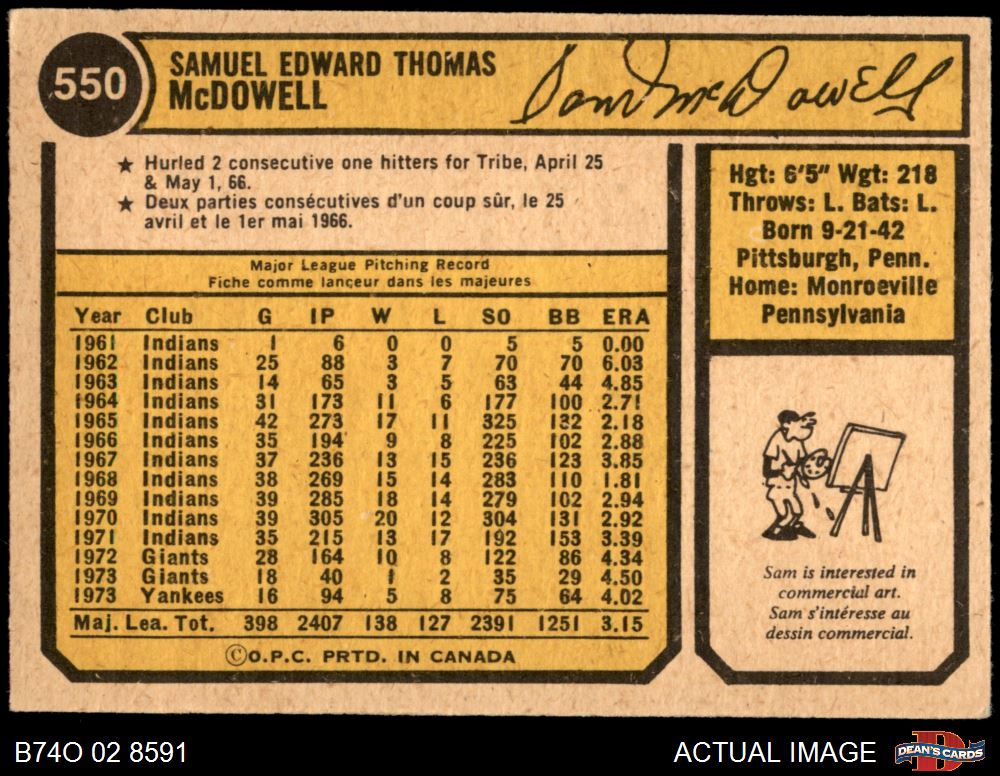 550
SAMUEL EDWARD THOMAS
McDOWELL
Sam McDowell
★ Hurled 2 consecutive one hitters for Tribe, April 25
& May 1, 66.
★ Deux parties consécutives d'un coup sûr, le 25
avril et le 1er mai 1966.
Major League Pitching Record
Fiche comme lanceur dans les majeures
Year Club G IP W L SO BB ERA
1961 Indians 1 6 0 0 5 5 0.00
1962 Indians 25 88 3 7 70 70 6.03
1963 Indians 14 65 3 5 63 44 4.85
1964 Indians 31 173 11 6 177 100 2.71
1965 Indians 42 273 17 11 325 132 2.18
1966 Indians 35 194 9 8 225 102 2.88
1967 Indians 37 236 13 15 236 123 3.85
1968 Indians 38 269 15 14 283 110 1.81
1969 Indians 39 285 18 14 279 102 2.94
1970 Indians 39 305 20 12 304 131 2.92
1971 Indians 35 215 13 17 192 153 3.39
1972 Giants 28 164 10 8 122 86 4.34
1973 Giants 18 40 1 2 35 29 4.50
1973 Yankees 16 94 5 8 75 64 4.02
Maj. Lea. Tot. 398 2407 138 127 2391 1251 3.15
©O.P.C. PRTD. IN CANADA
Hgt: 6'5" Wgt: 218
Throws: L. Bats: L.
Born 9-21-42
Pittsburgh, Penn.
Home: Monroeville
Pennsylvania
Sam is interested in
commercial art.
Sam s'intéresse au
dessin commercial.
B74O 02 8591
ACTUAL IMAGE
DEAN'S CARDS